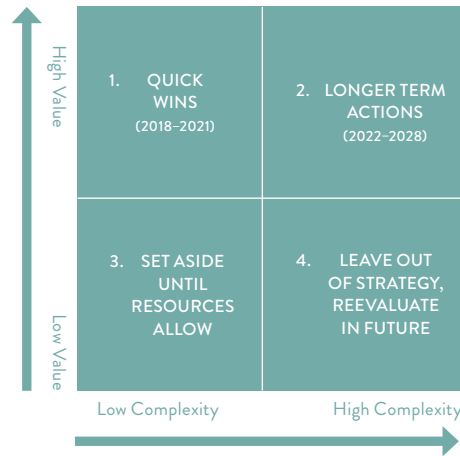 High Value
1. QUICK
WINS
(2018–2021)
2. LONGER TERM
ACTIONS
(2022–2028)
Low Value
3. SET ASIDE
UNTIL
RESOURCES
ALLOW
4. LEAVE OUT
OF STRATEGY,
REEVALUATE
IN FUTURE
Low Complexity
High Complexity